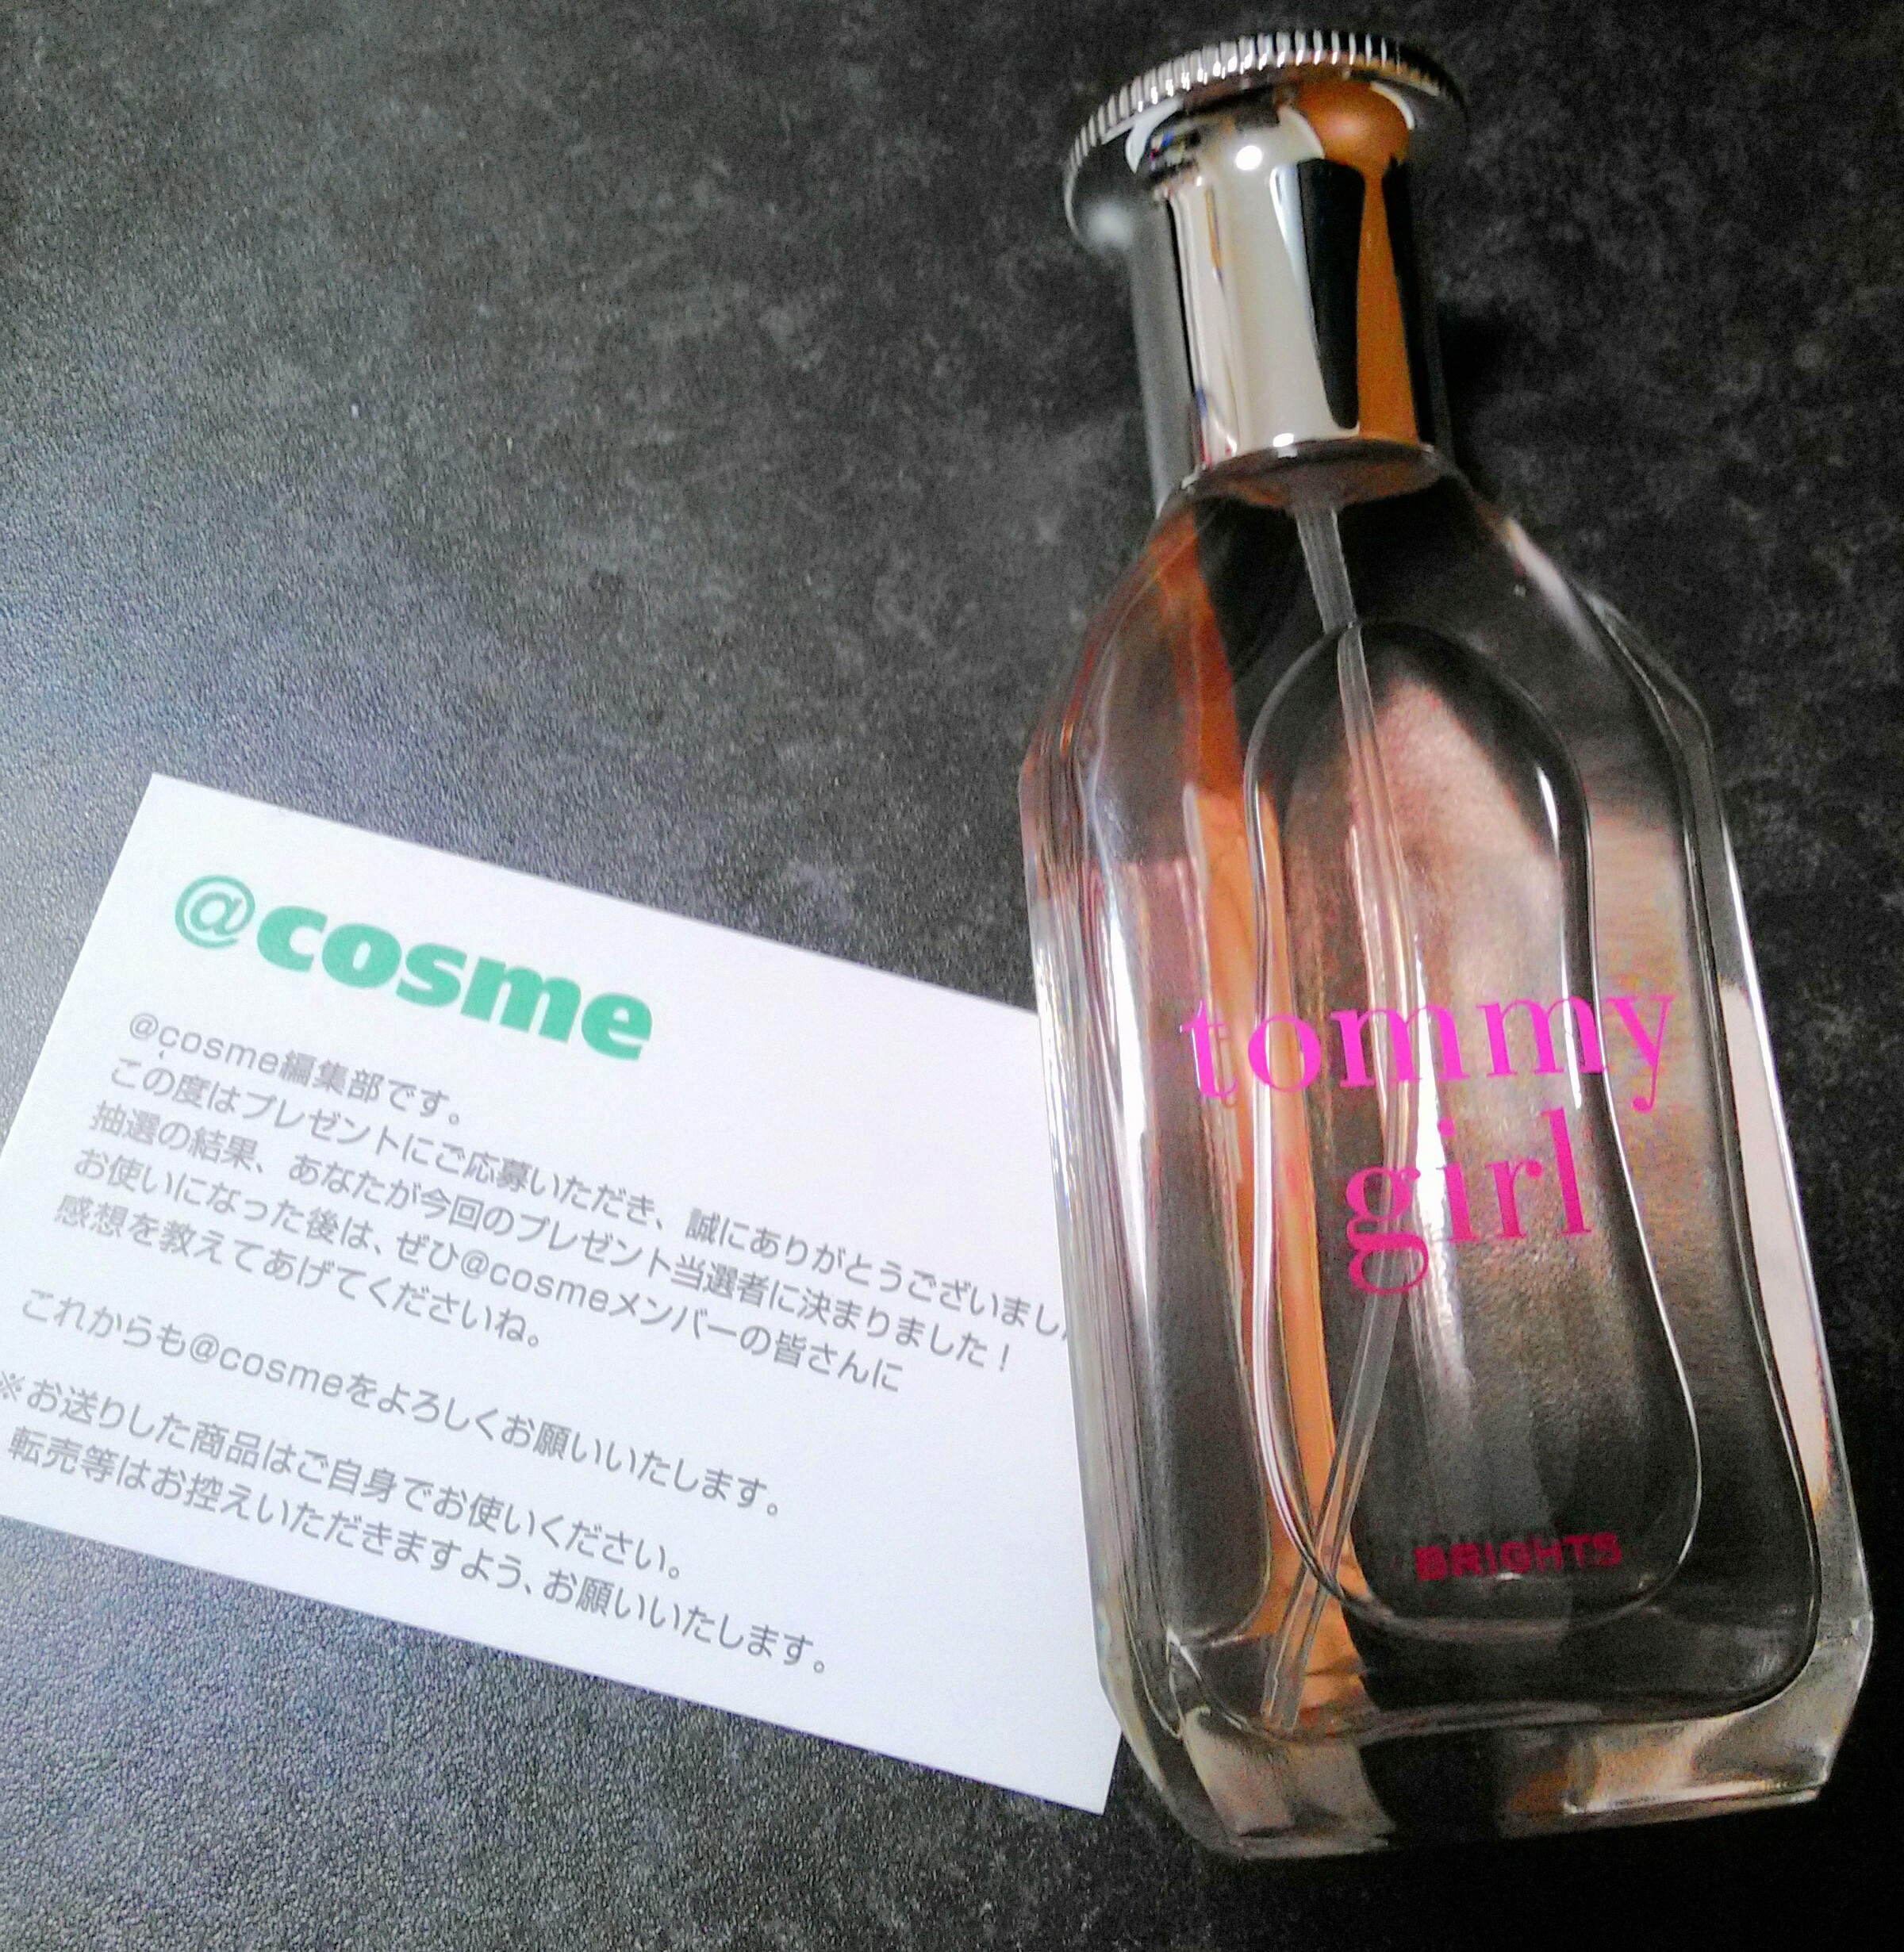 @cosme
@cosme編集部です。
この度はプレゼントにご応募いただき、誠にありがとうございまし
抽選の結果、あなたが今回のプレゼント当選者に決まりました！
お使いになった後は、ぜひ@cosmeメンバーの皆さんに
感想を教えてあげてくださいね。
これからも@cosmeをよろしくお願いいたします。
※お送りした商品はご自身でお使いください。
転売等はお控えいただきますよう、お願いいたします。
tommy
girl
BRIGHTS